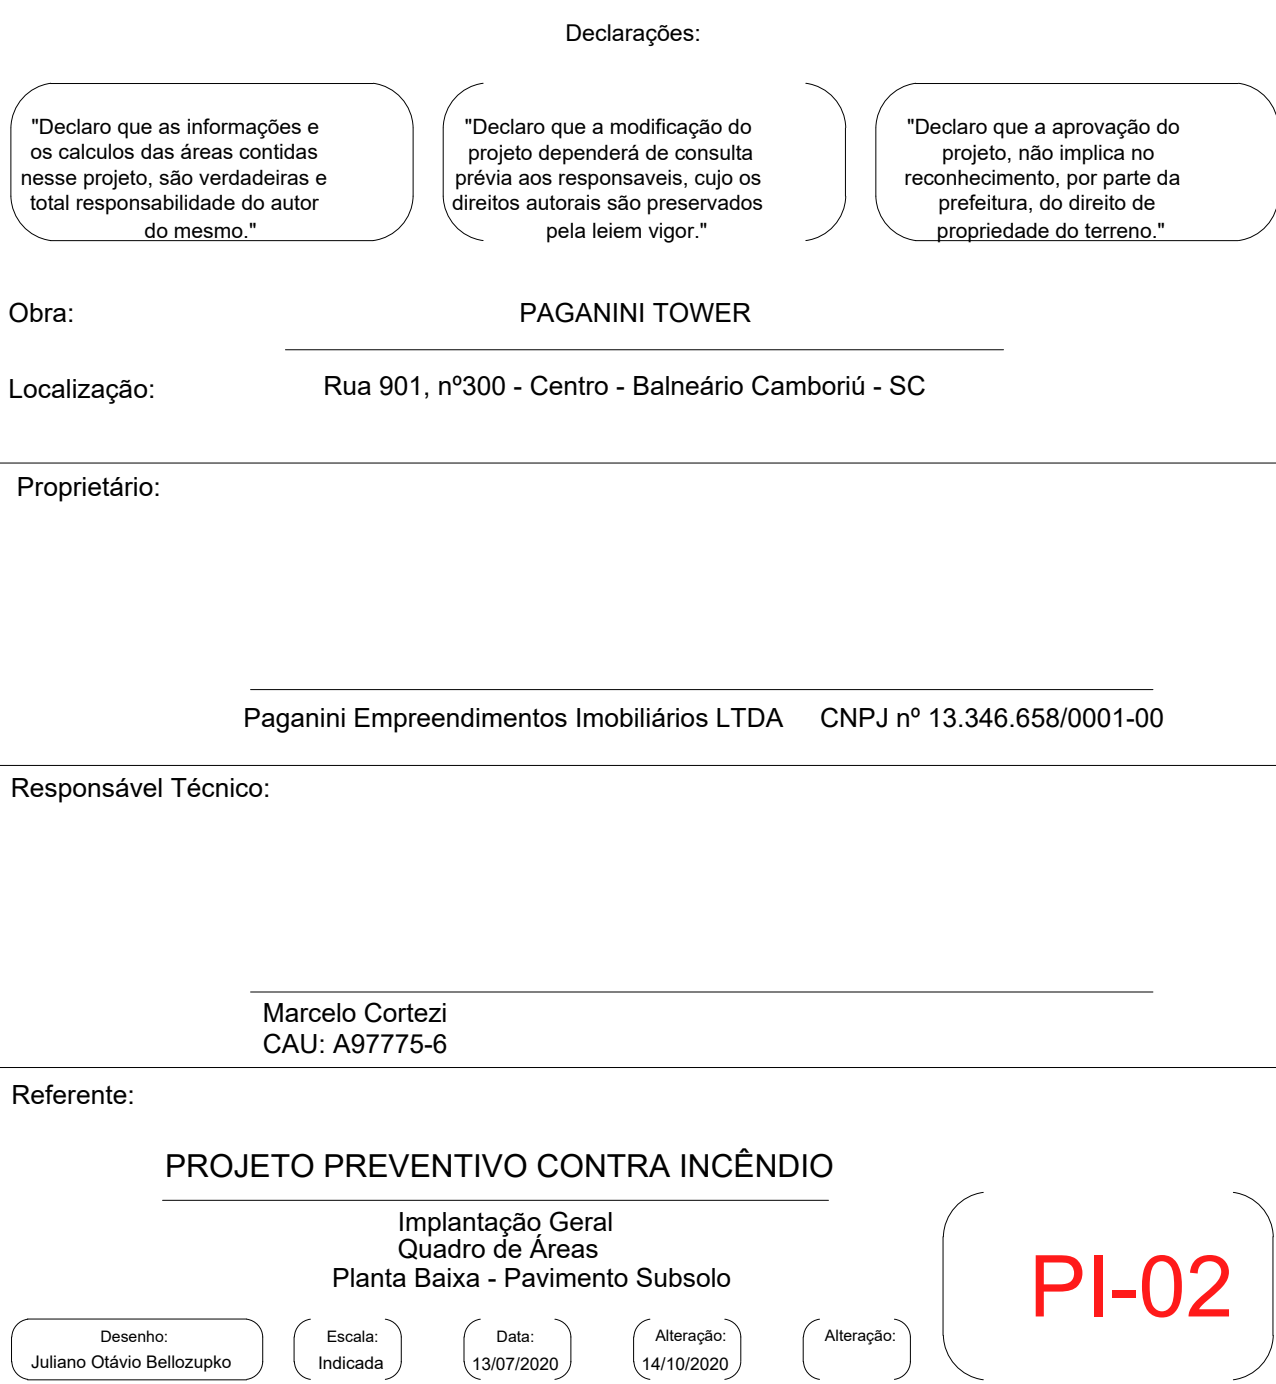 Declarações:
"Declaro que as informações e
os calculos das áreas contidas
nesse projeto, são verdadeiras e
total responsabilidade do autor
do mesmo."
"Declaro que a modificação do
projeto dependerá de consulta
prévia aos responsaveis, cujo os
direitos autorais são preservados
pela leiem vigor."
"Declaro que a aprovação do
projeto, não implica no
reconhecimento, por parte da
prefeitura, do direito de
propriedade do terreno."
Obra: PAGANINI TOWER
Localização: Rua 901, nº300 - Centro - Balneário Camboriú - SC
Proprietário:
Paganini Empreendimentos Imobiliários LTDA CNPJ nº 13.346.658/0001-00
Responsável Técnico:
Marcelo Cortezi
CAU: A97775-6
Referente:
PROJETO PREVENTIVO CONTRA INCÊNDIO
Implantação Geral
Quadro de Áreas
Planta Baixa - Pavimento Subsolo
PI-02
Desenho:
Juliano Otávio Bellozupko
Escala:
Indicada
Data:
13/07/2020
Alteração:
14/10/2020
Alteração: